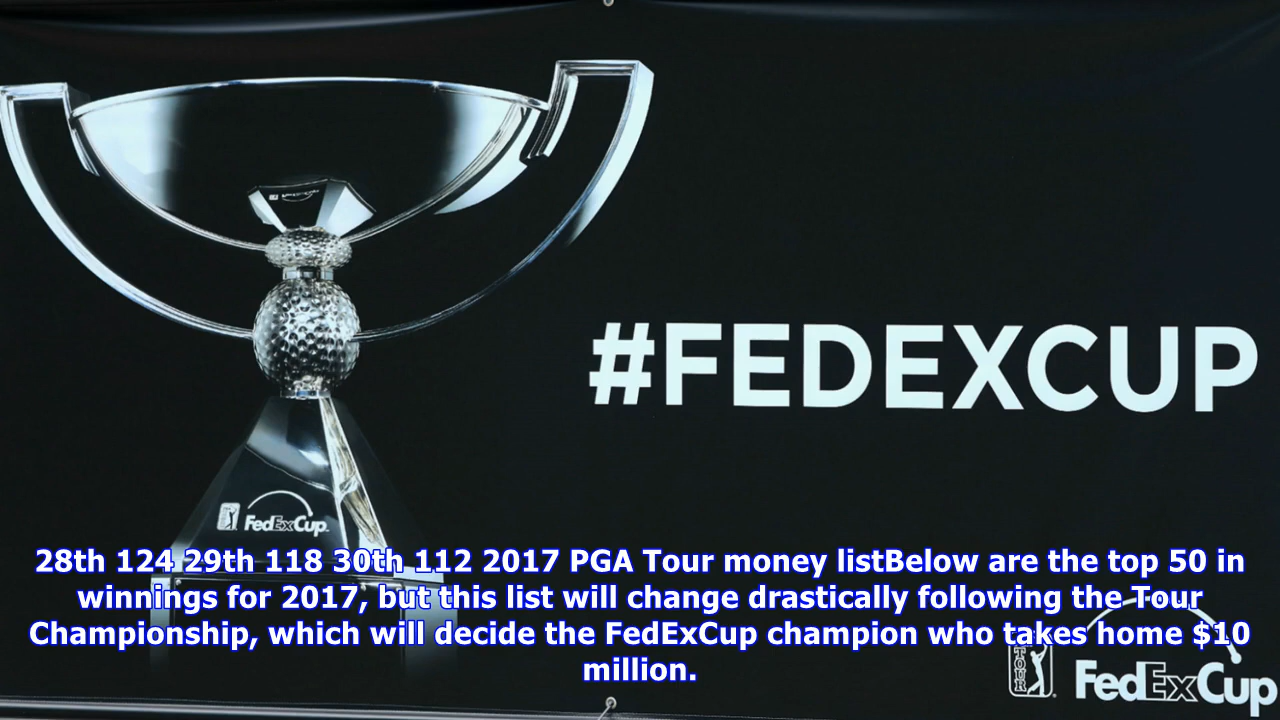 #FEDEXCUP
FedExCup
28th 124 29th 118 30th 112 2017 PGA Tour money listBelow are the top 50 in
winnings for 2017, but this list will change drastically following the Tour
Championship, which will decide the FedExCup champion who takes home $10
million.
TOUR
FedExCup